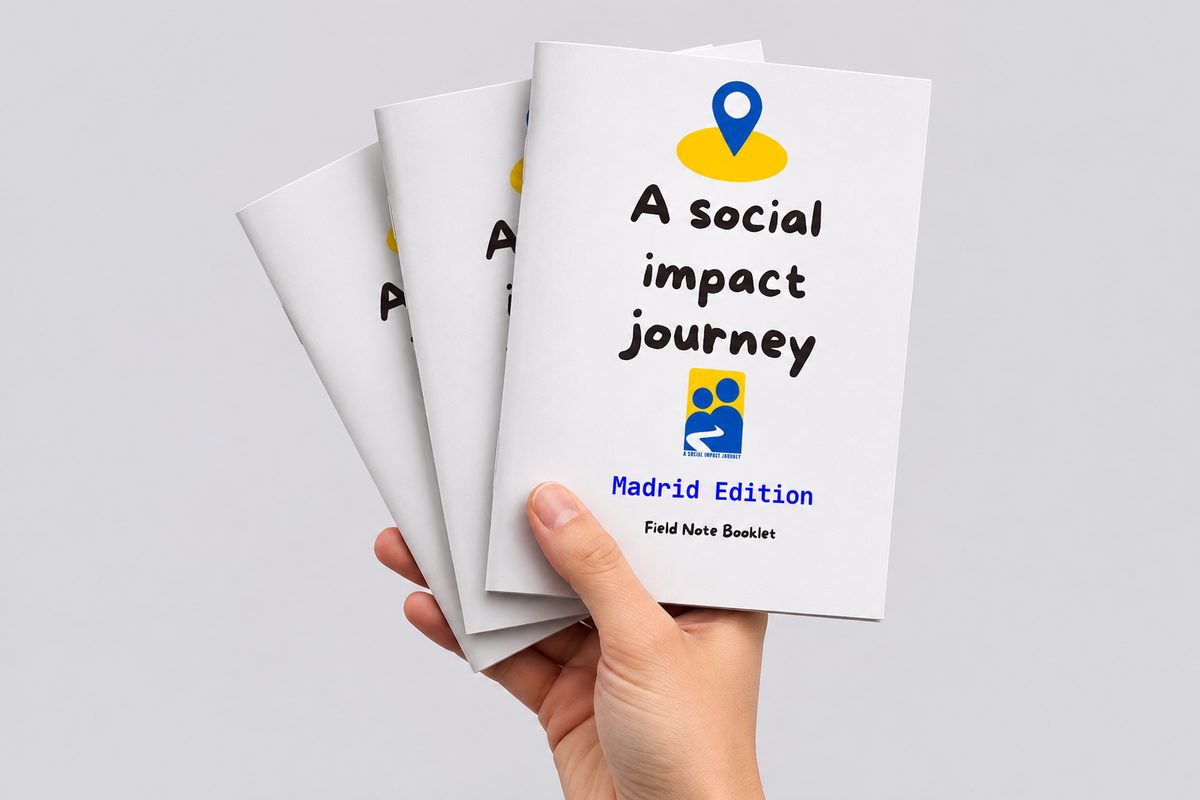 A social
impact
journey
A SOCIAL IMPACT JOURNEY
Madrid Edition
Field Note Booklet
A
A